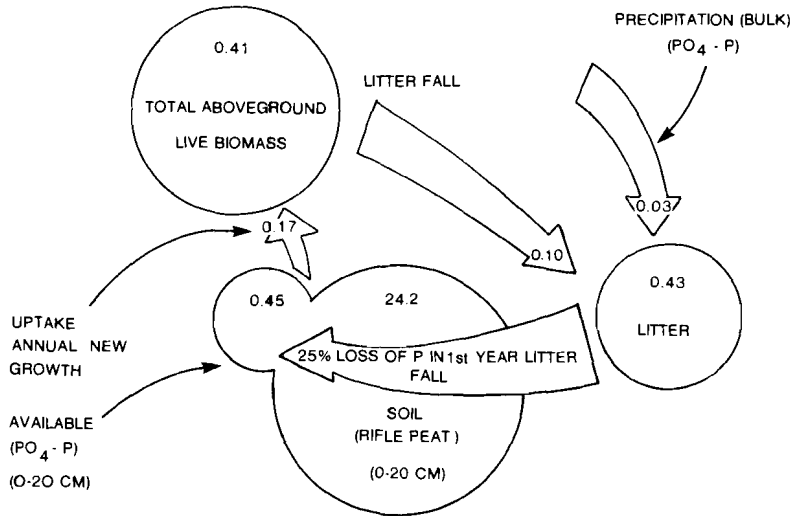 PRECIPITATION (BULK)
(PO4 - P)
0.41
TOTAL ABOVEGROUND
LIVE BIOMASS
LITTER FALL
0.03
0.17
0.10
0.45
24.2
0.43
LITTER
UPTAKE
ANNUAL NEW
GROWTH
25% LOSS OF P IN 1st YEAR LITTER
FALL
AVAILABLE
(PO4 - P)
(0-20 CM)
SOIL
(RIFLE PEAT)
(0-20 CM)